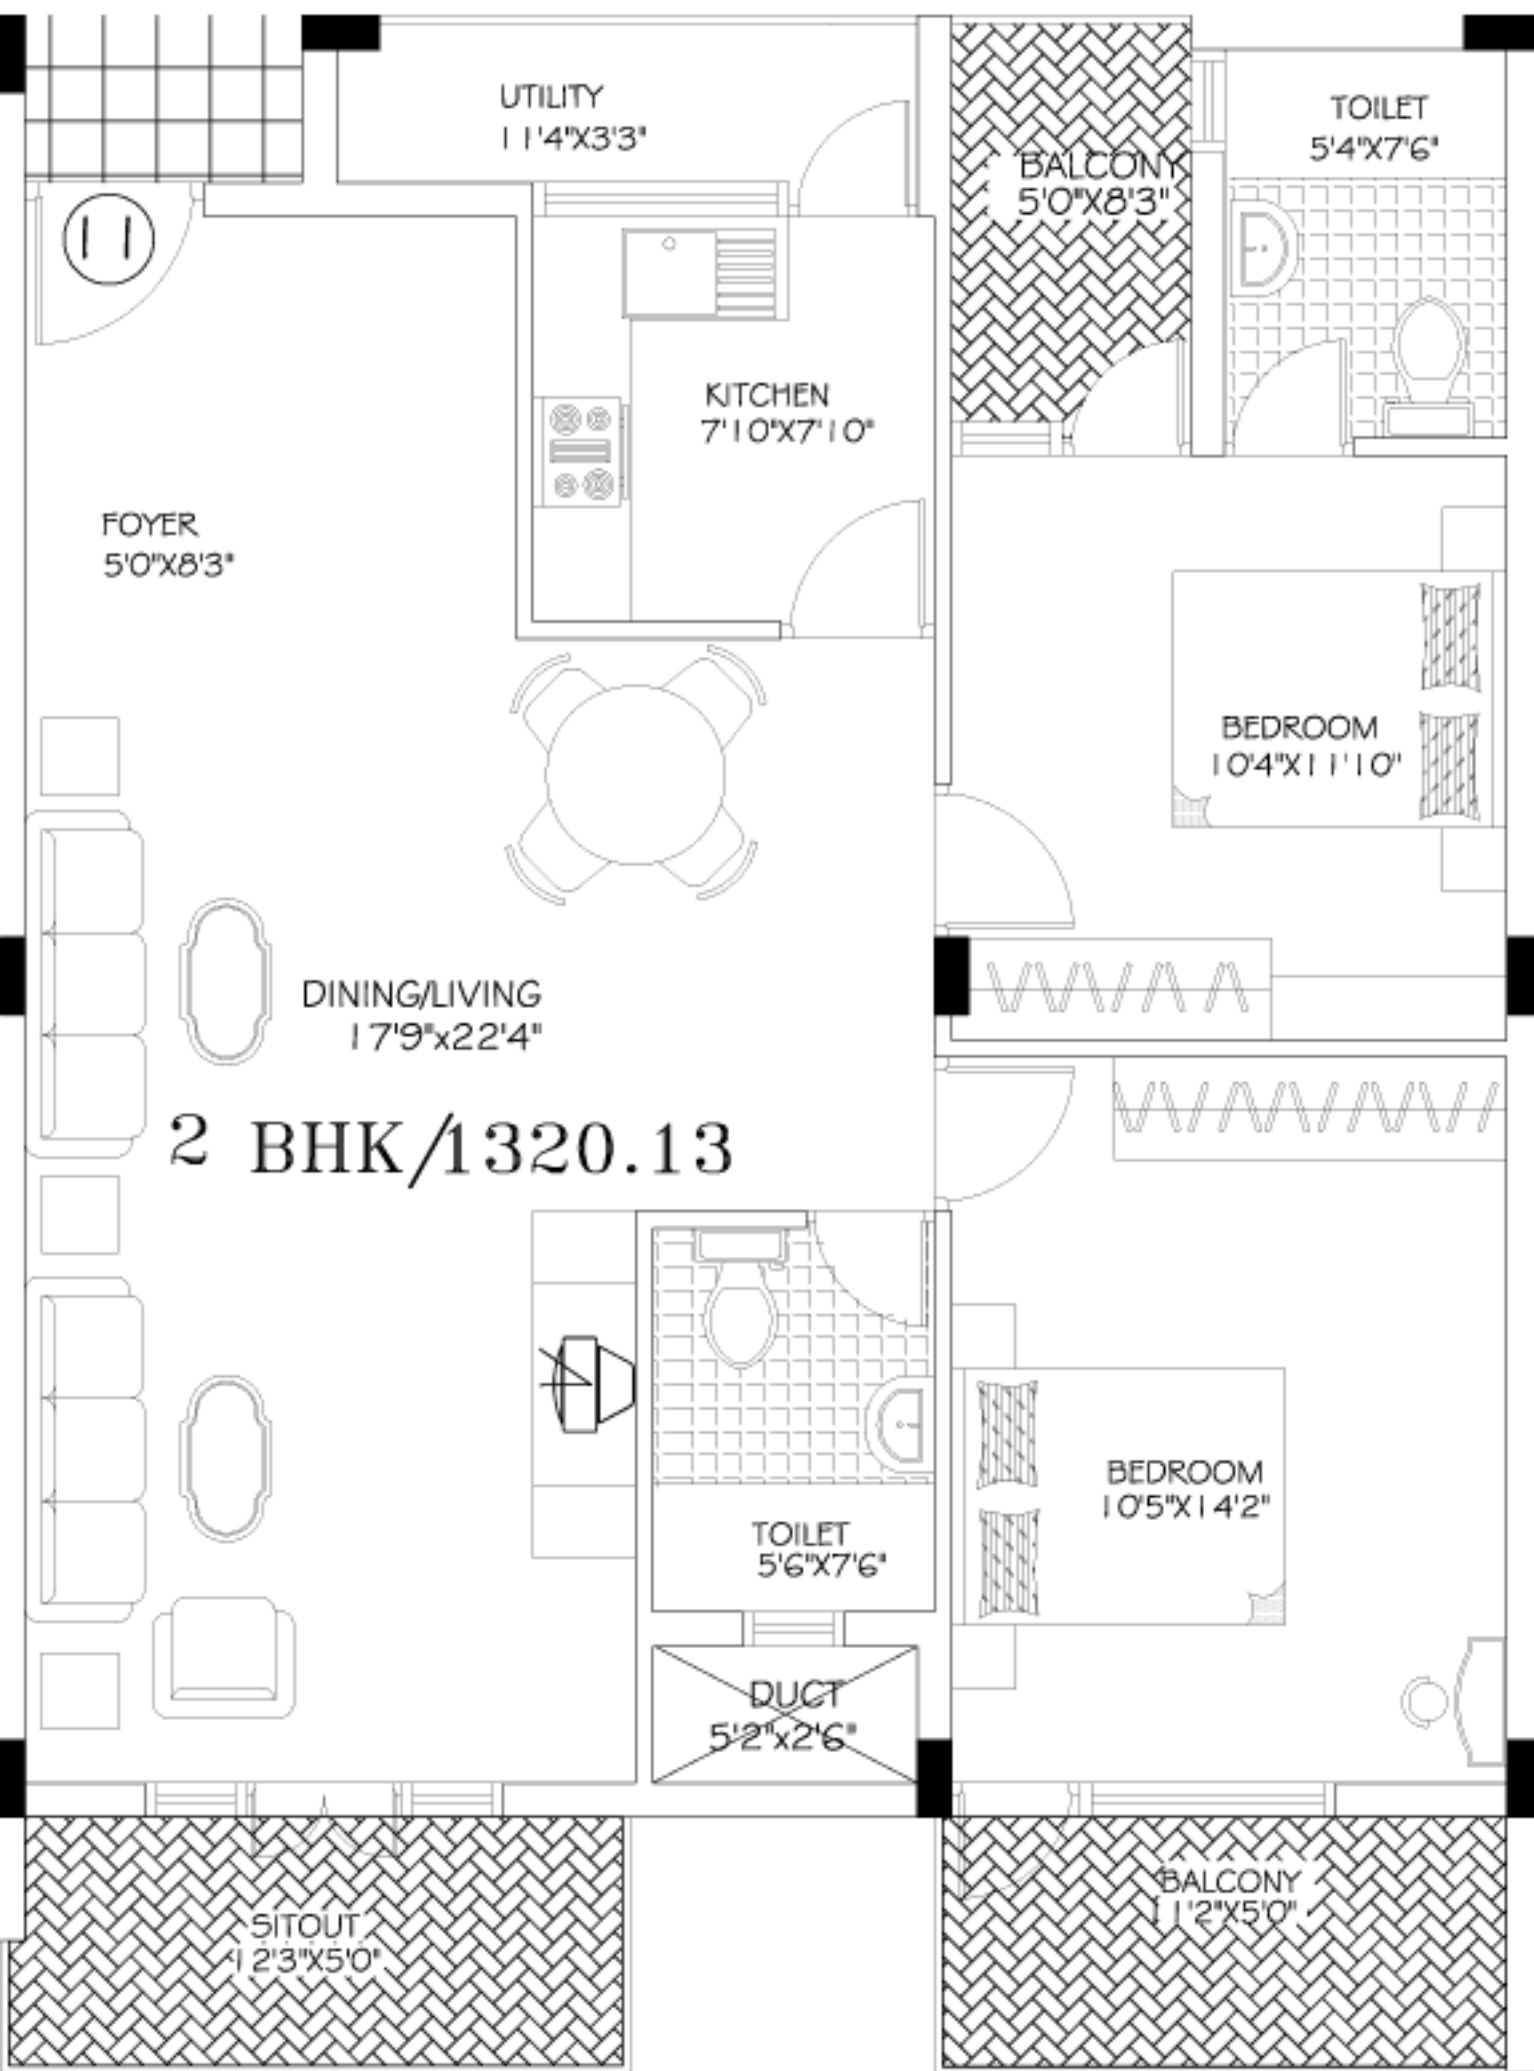 UTILITY
11'4"X3'3"
TOILET
5'4"X7'6"
BALCONY
5'0"X8'3"
KITCHEN
7'10"X7'10"
FOYER
5'0"X8'3"
BEDROOM
10'4"X11'10"
DINING/LIVING
17'9"x22'4"
2 BHK/1320.13
BEDROOM
10'5"X14'2"
TOILET
5'6"X7'6"
DUCT
5'2"x2'6"
BALCONY
11'2"X5'0"
SITOUT
12'3"X5'0"